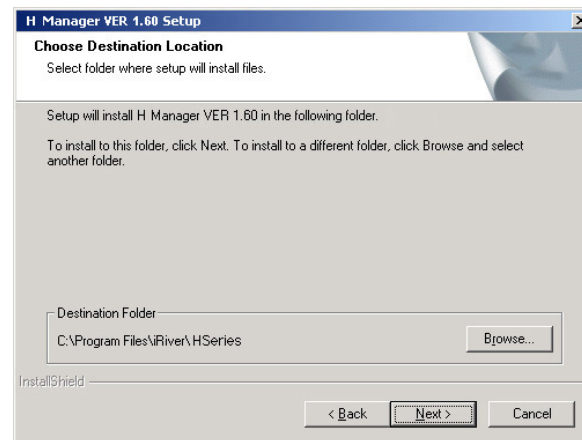 H Manager VER 1.60 Setup
Choose Destination Location
Select folder where setup will install files.
Setup will install H Manager VER 1.60 in the following folder.
To install to this folder, click Next. To install to a different folder, click Browse and select
another folder.
Destination Folder
C:\Program Files\iRiver\HSeries
Browse...
InstallShield
< Back
Next >
Cancel